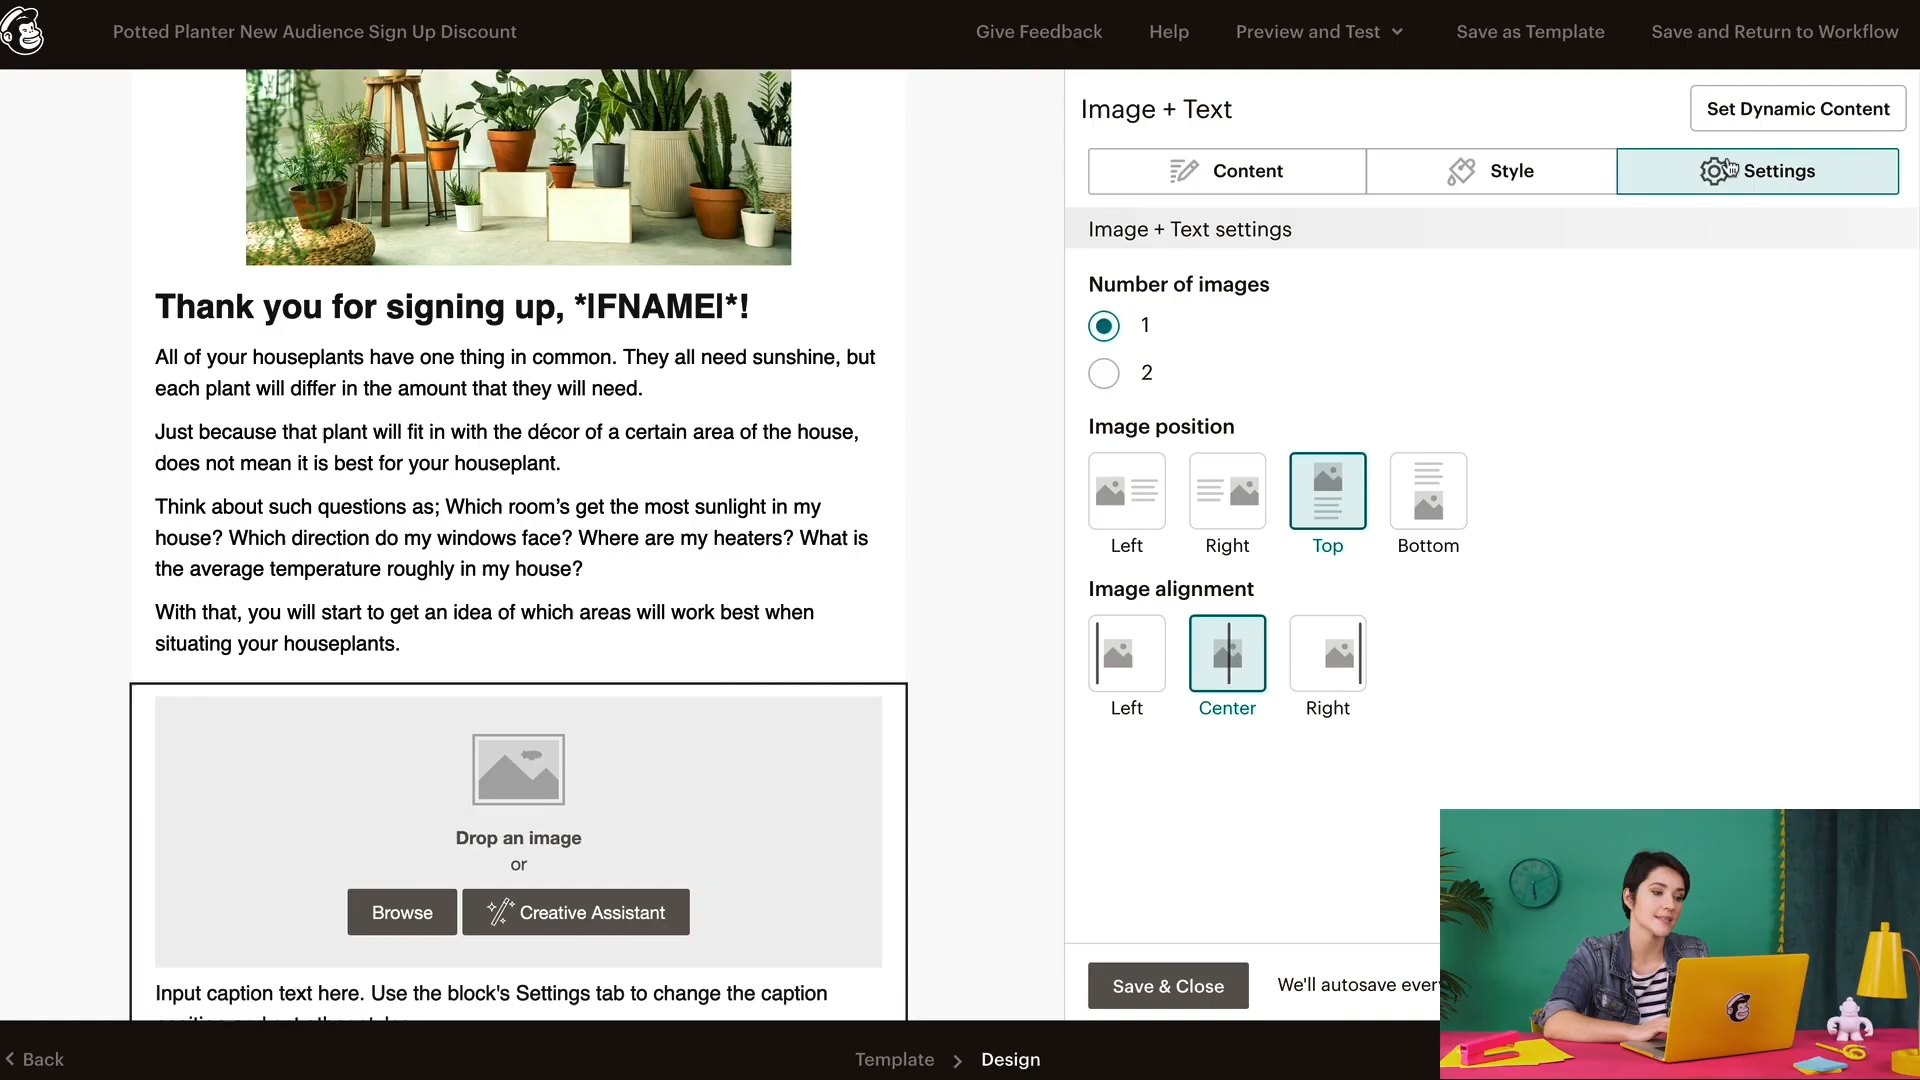 Potted Planter New Audience Sign Up Discount
Give Feedback
Help
Preview and Test
Save as Template
Save and Return to Workflow
Thank you for signing up, *|FNAME|*!
All of your houseplants have one thing in common. They all need sunshine, but
each plant will differ in the amount that they will need.
Just because that plant will fit in with the décor of a certain area of the house,
does not mean it is best for your houseplant.
Think about such questions as; Which room’s get the most sunlight in my
house? Which direction do my windows face? Where are my heaters? What is
the average temperature roughly in my house?
With that, you will start to get an idea of which areas will work best when
situating your houseplants.
Drop an image
or
Browse
Creative Assistant
Input caption text here. Use the block's Settings tab to change the caption
Image + Text
Set Dynamic Content
Content
Style
Settings
Image + Text settings
Number of images
1
2
Image position
Left
Right
Top
Bottom
Image alignment
Left
Center
Right
Save & Close
We'll autosave ever
Back
Template
Design